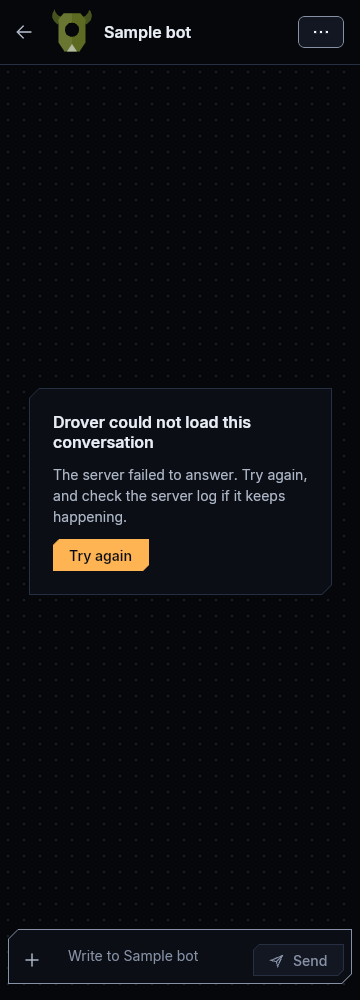 Sample bot
Drover could not load this
conversation
The server failed to answer. Try again,
and check the server log if it keeps
happening.
Try again
Write to Sample bot
Send